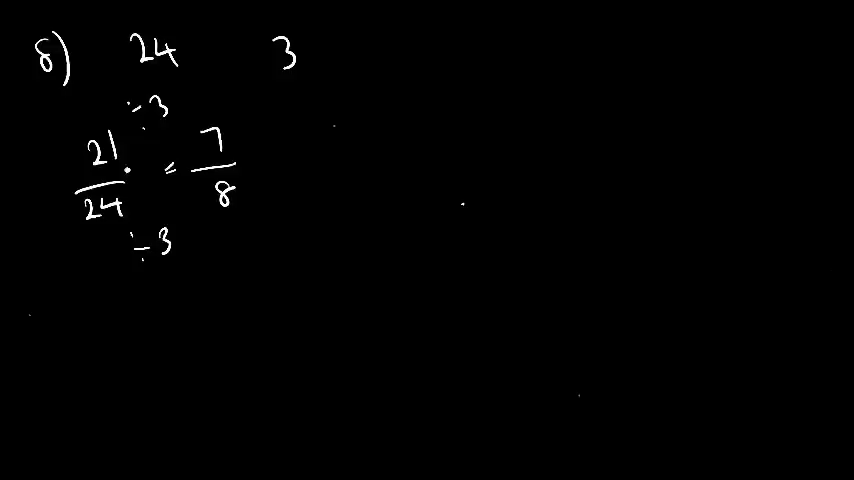 8) 24 3
÷3
21/24 = 7/8
÷3